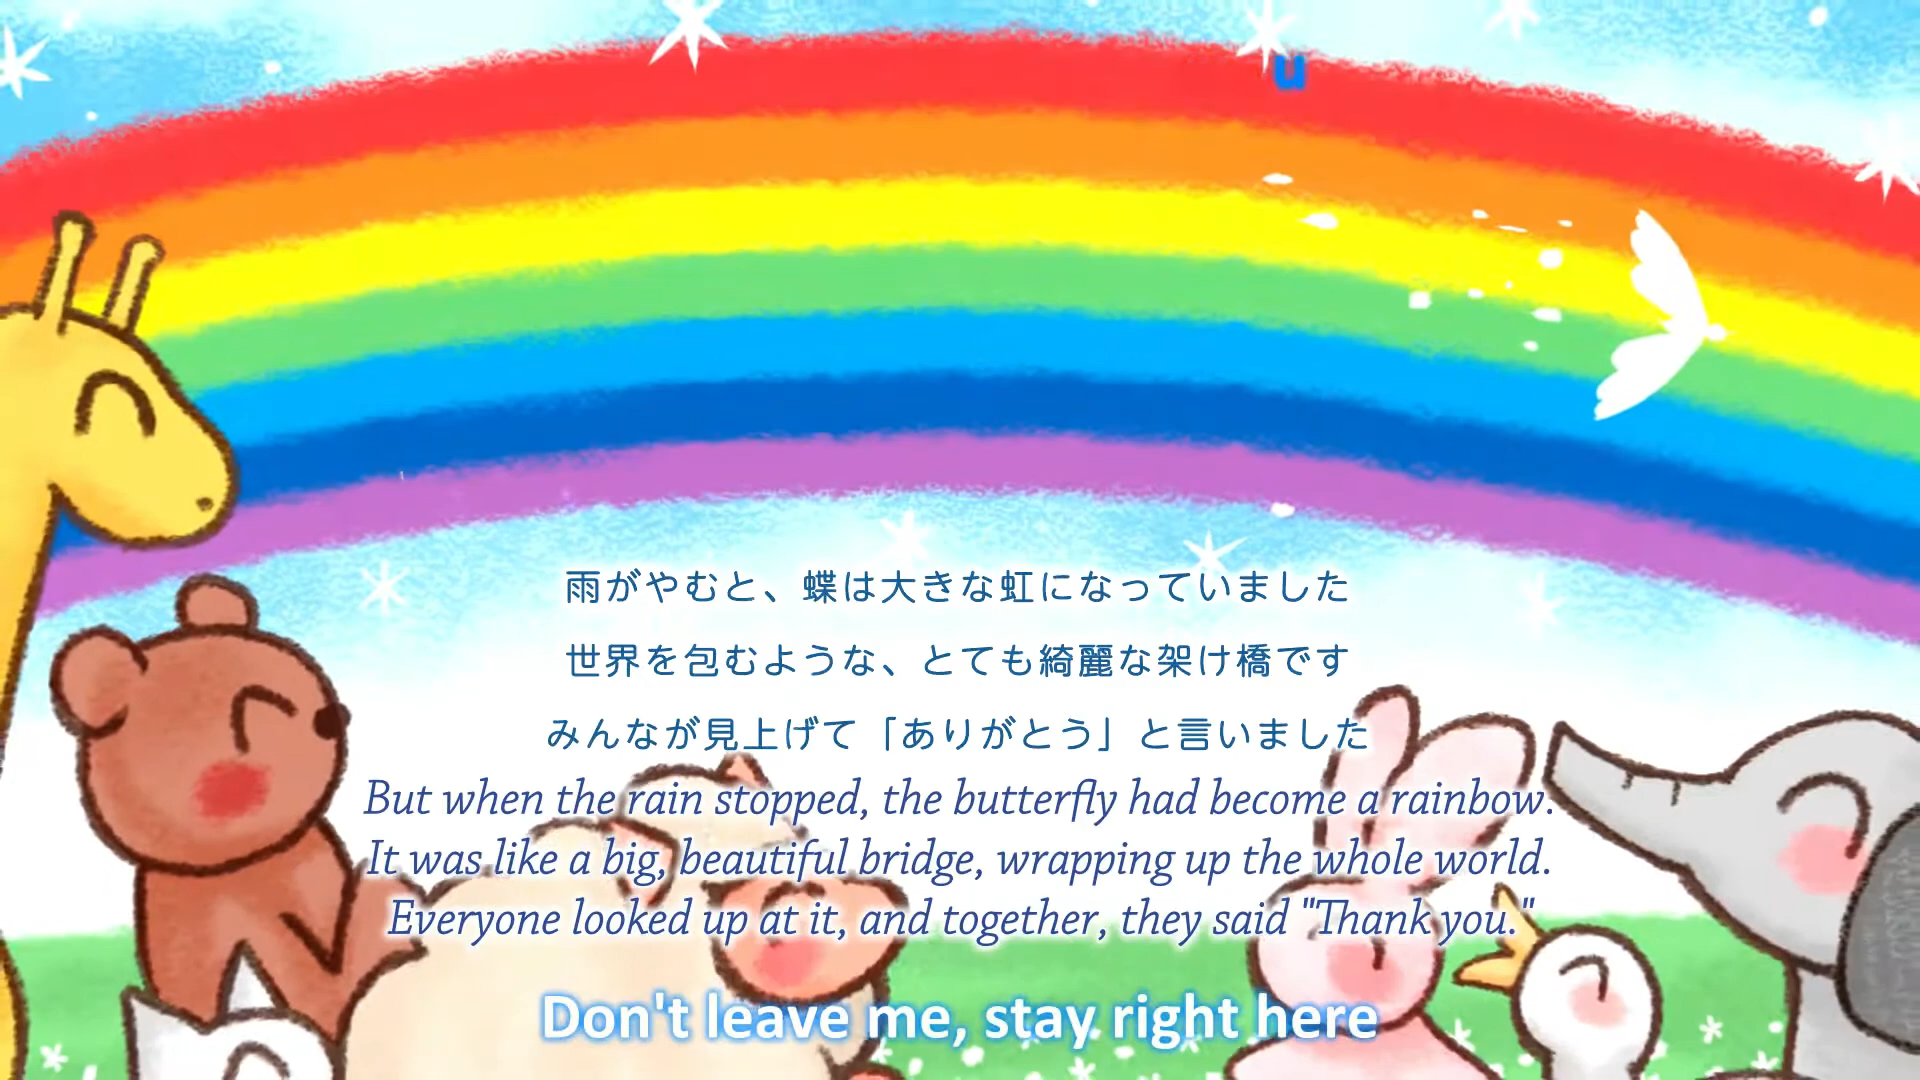 u
雨がやむと、蝶は大きな虹になっていました
世界を包むような、とても綺麗な架け橋です
みんなが見上げて「ありがとう」と言いました
But when the rain stopped, the butterfly had become a rainbow.
It was like a big, beautiful bridge, wrapping up the whole world.
Everyone looked up at it, and together, they said "Thank you."
Don't leave me, stay right here